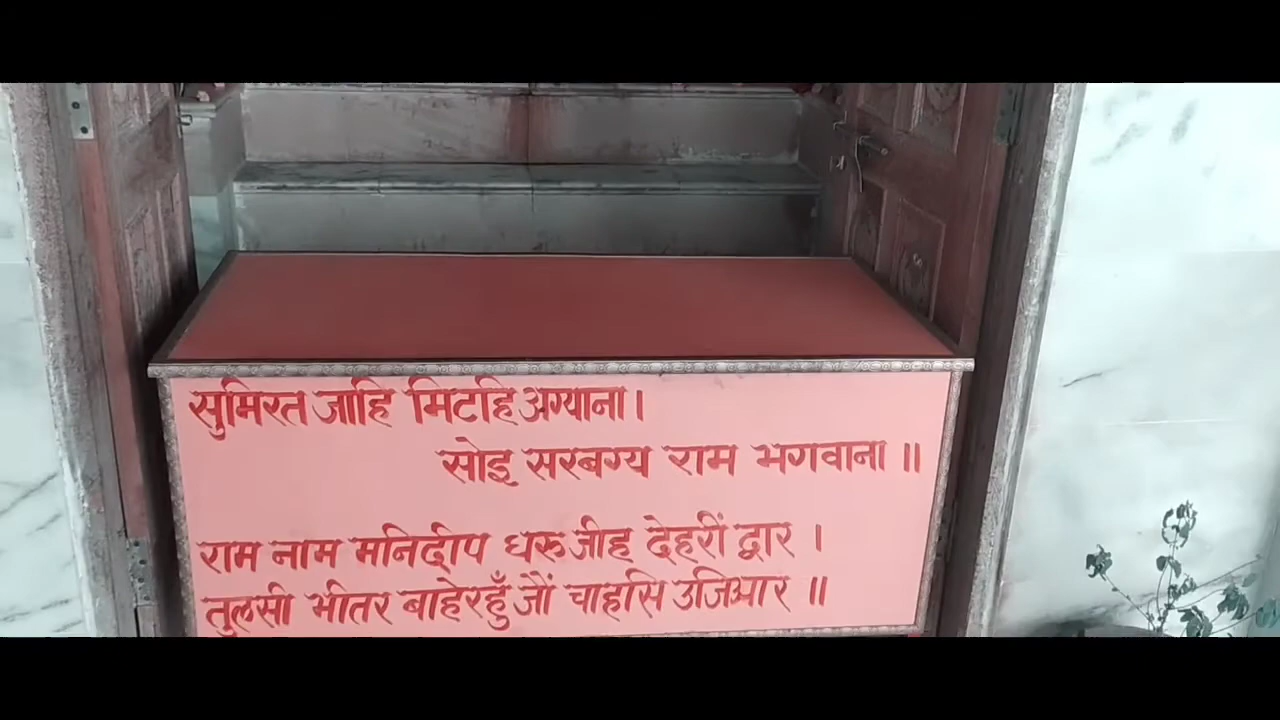 सुमिरत जाहि मिटहि अग्याना।
सोइ सरबग्य राम भगवाना ॥
राम नाम मनिदीप धरू जीह देहरीं द्वार ।
तुलसी भीतर बाहेरहुँ जौं चाहसि उजिआर ॥